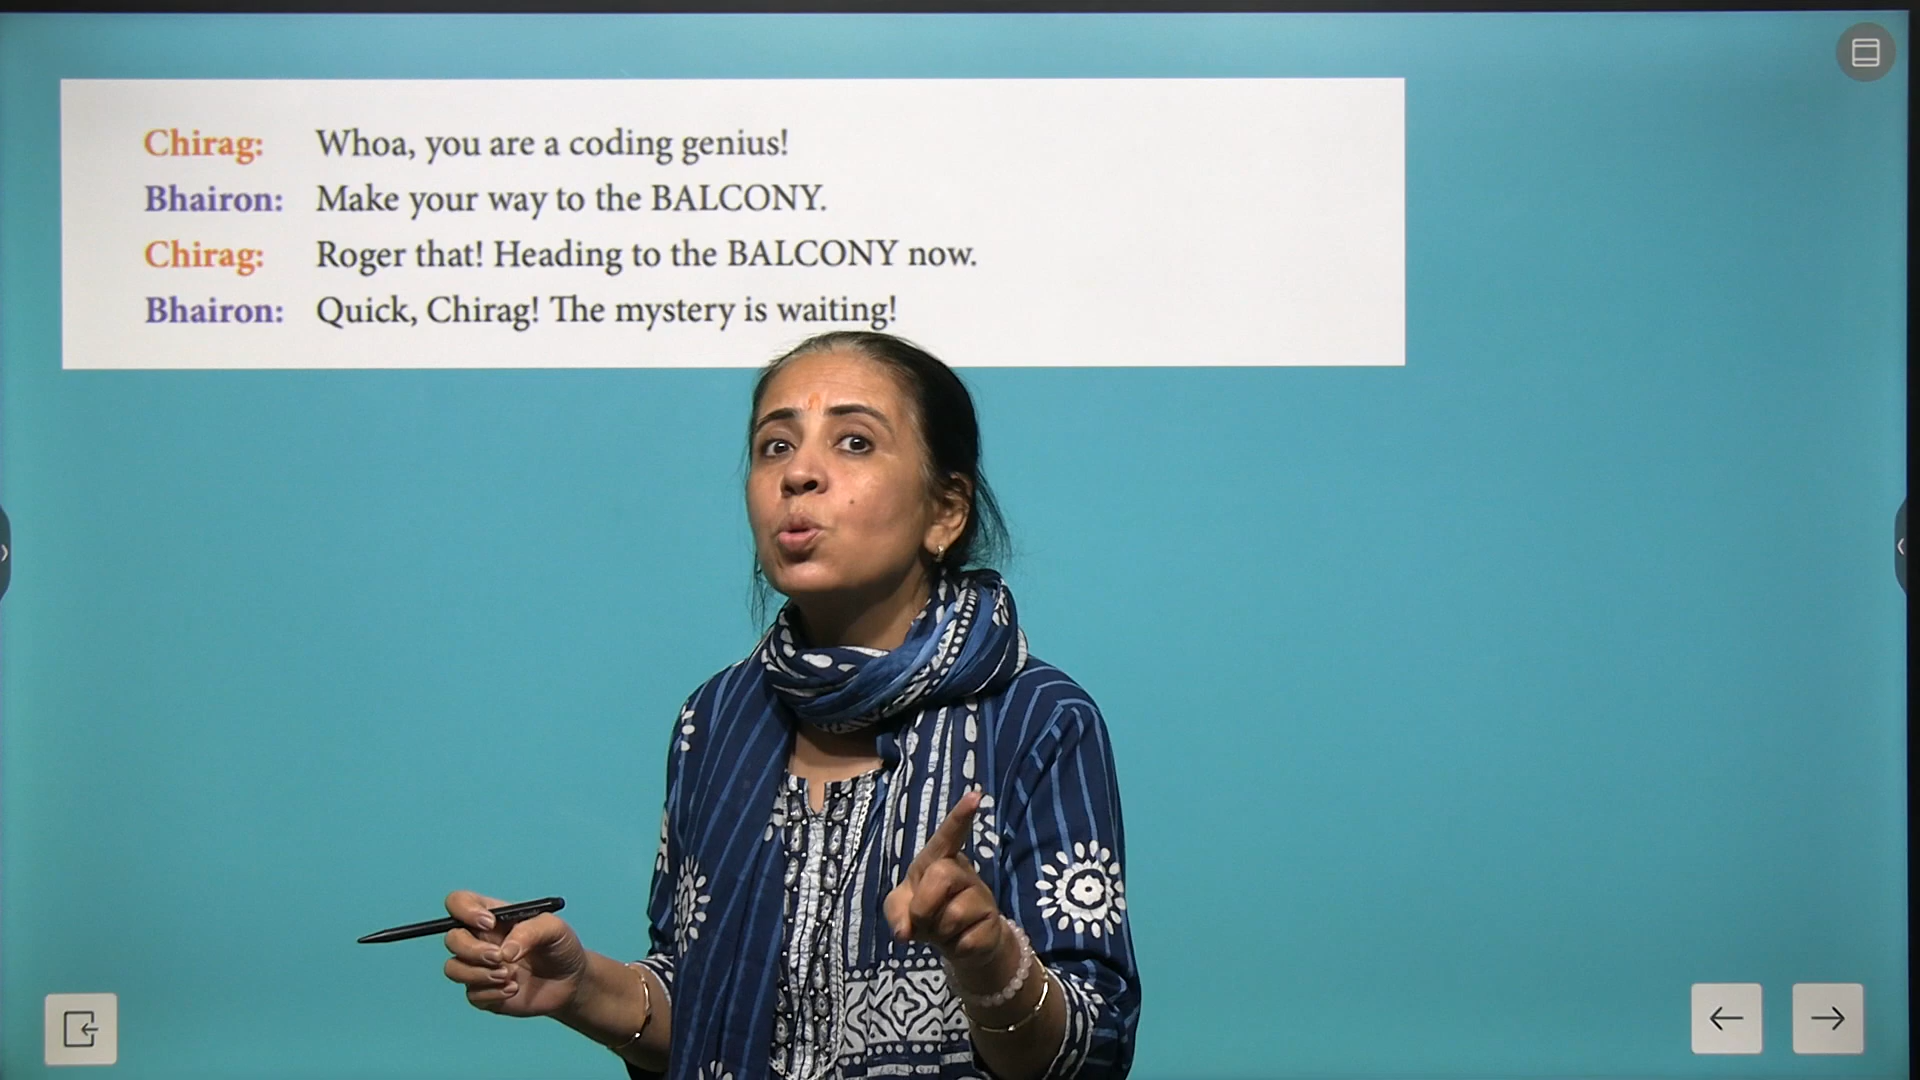 Chirag: Whoa, you are a coding genius!
Bhairon: Make your way to the BALCONY.
Chirag: Roger that! Heading to the BALCONY now.
Bhairon: Quick, Chirag! The mystery is waiting!